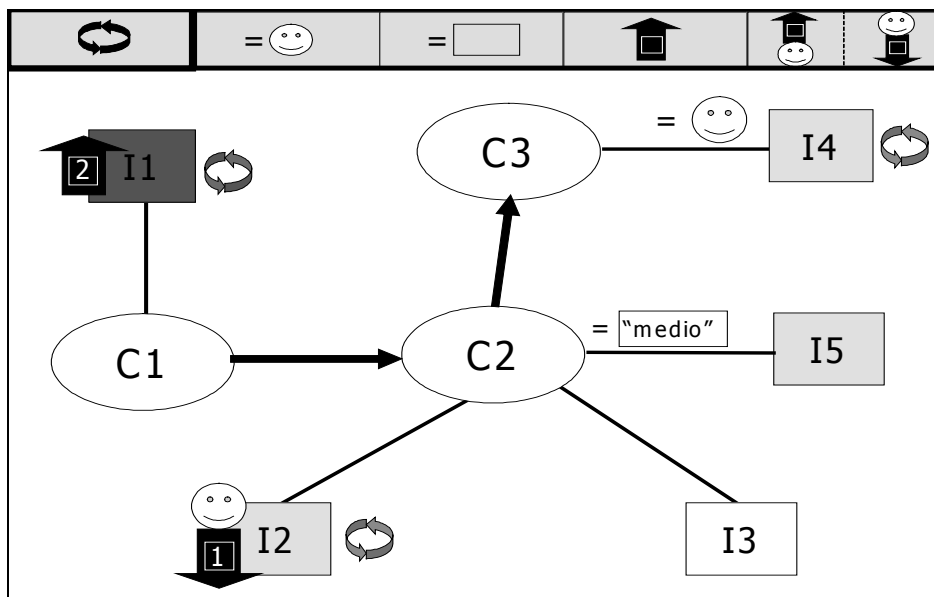 = =
C3 = I4
2 I1
C1 C2 = “medio” I5
1 I2 I3